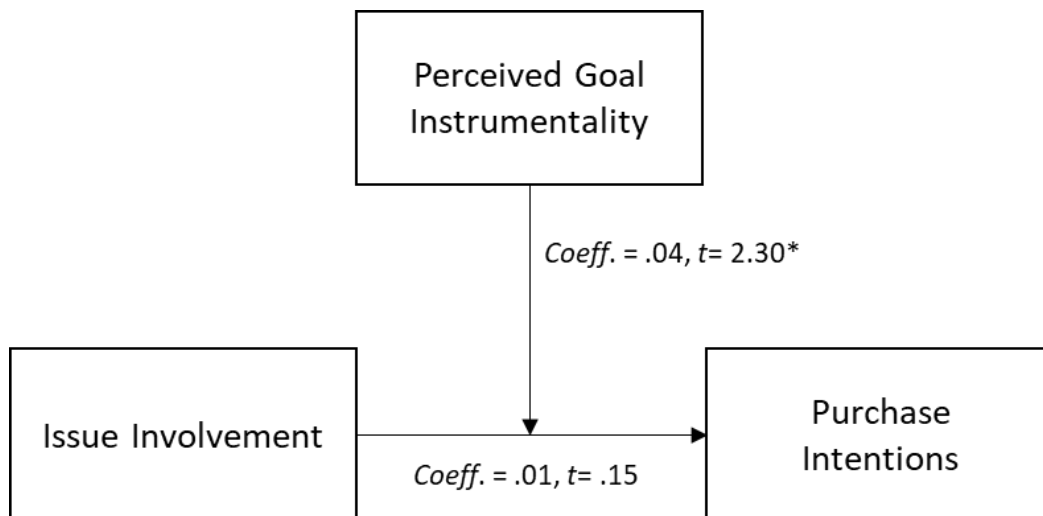 Perceived Goal
Instrumentality
Coeff. = .04, t= 2.30*
Issue Involvement
Purchase
Intentions
Coeff. = .01, t= .15